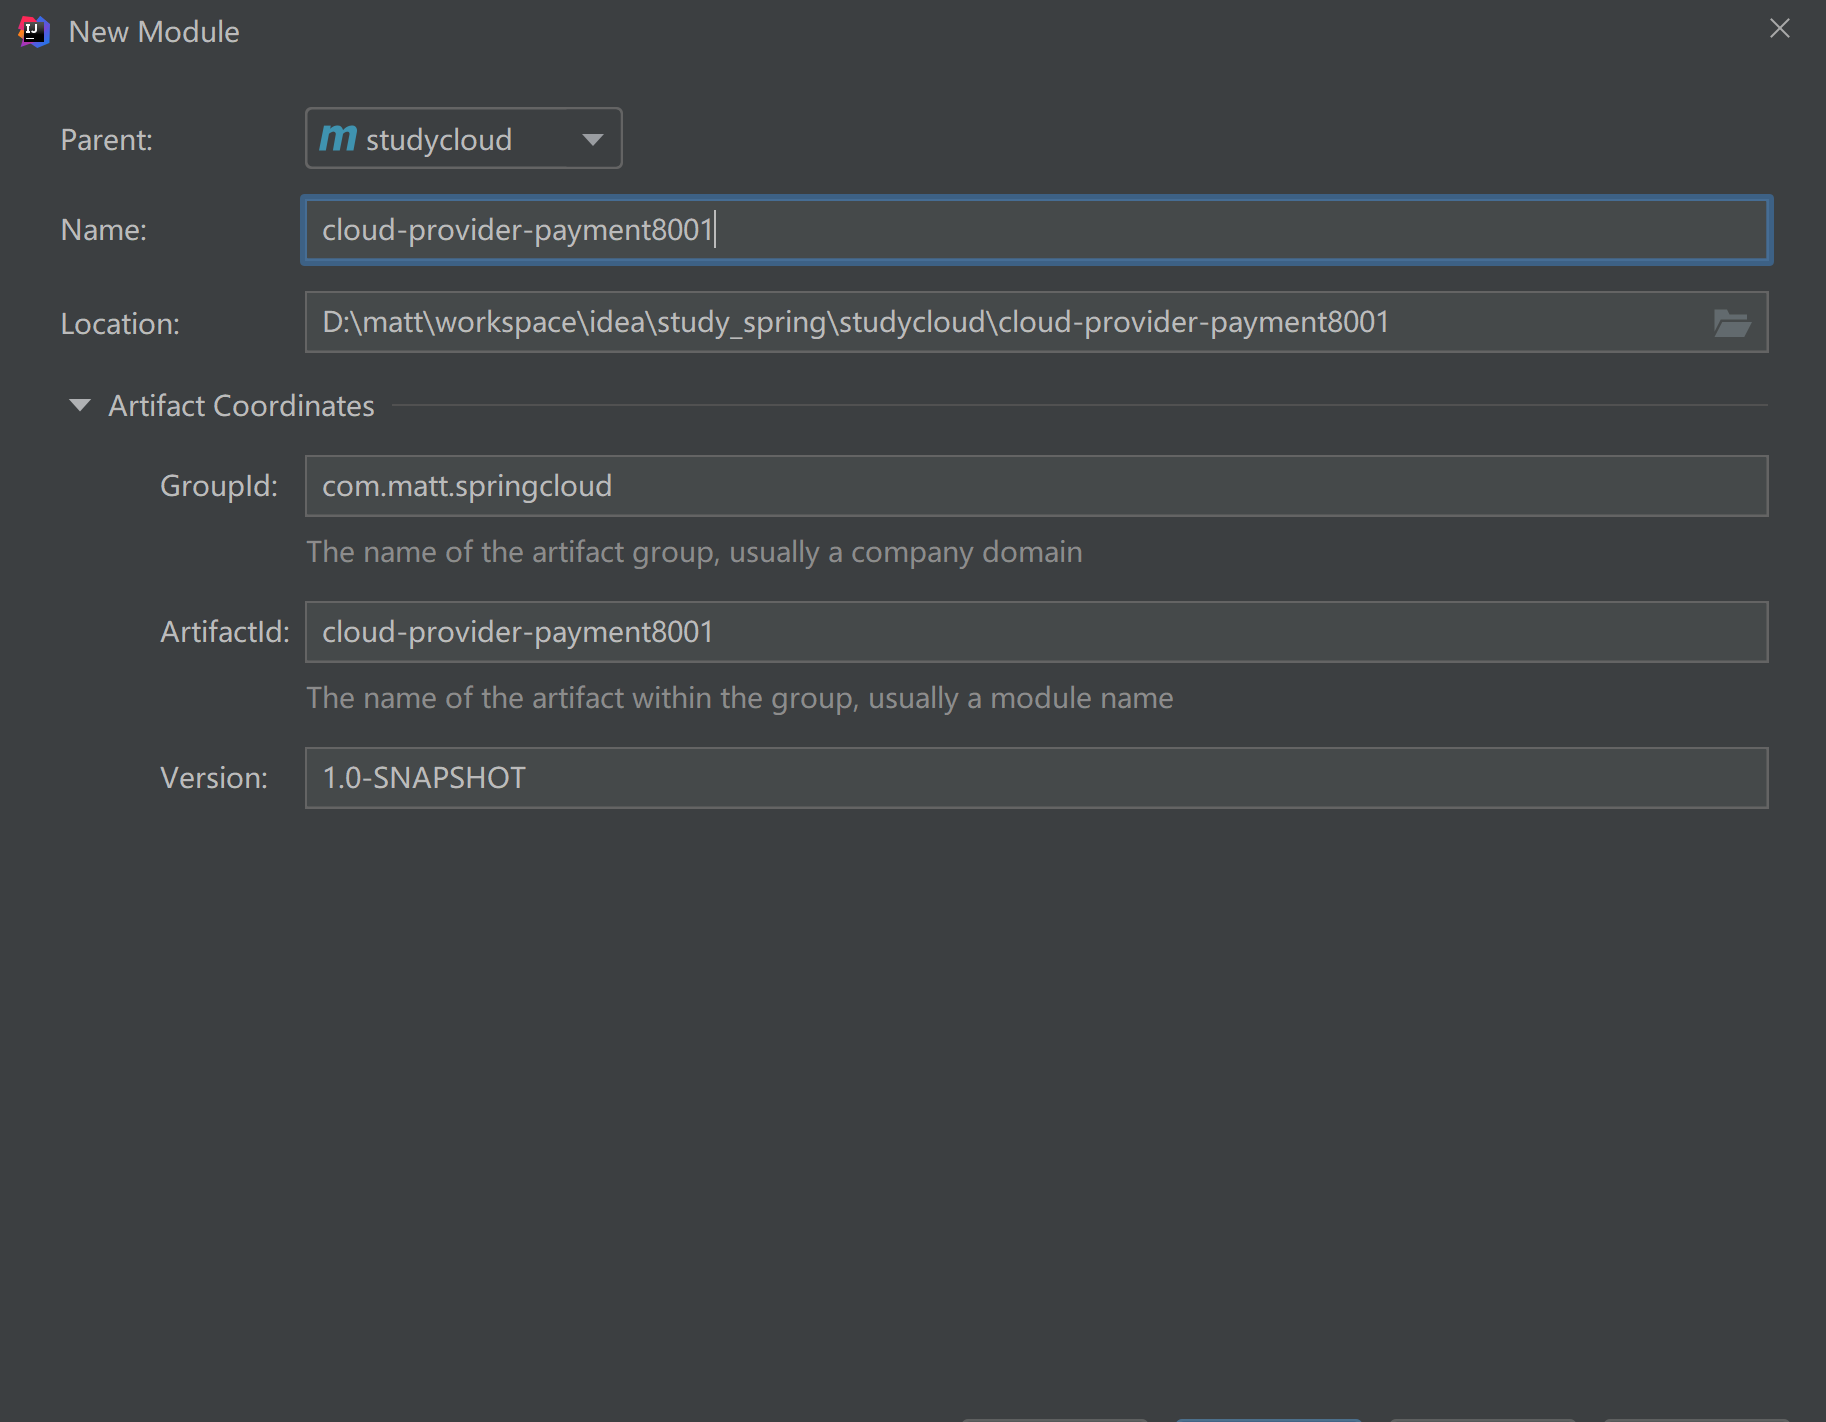 New Module
Parent: m studycloud
Name: cloud-provider-payment8001
Location: D:\matt\workspace\idea\study_spring\studycloud\cloud-provider-payment8001
Artifact Coordinates
GroupId: com.matt.springcloud
The name of the artifact group, usually a company domain
ArtifactId: cloud-provider-payment8001
The name of the artifact within the group, usually a module name
Version: 1.0-SNAPSHOT